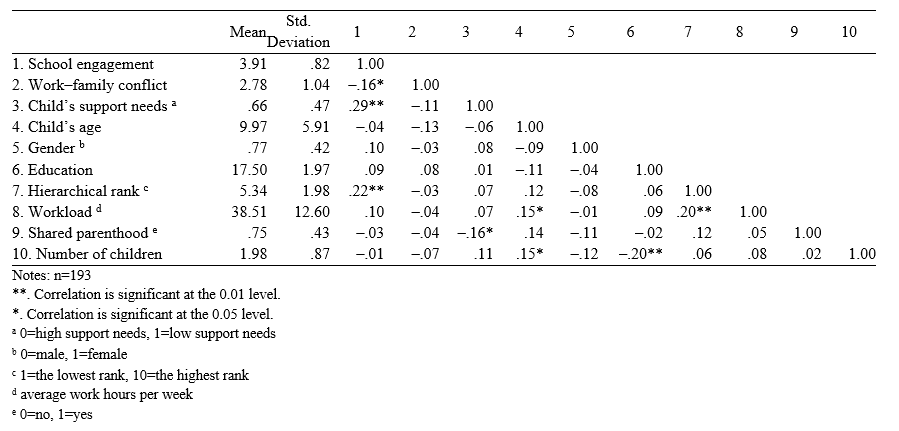 Mean Std. Deviation 1 2 3 4 5 6 7 8 9 10
1. School engagement 3.91 .82 1.00
2. Work–family conflict 2.78 1.04 –.16* 1.00
3. Child's support needs ᵃ .66 .47 .29** –.11 1.00
4. Child's age 9.97 5.91 –.04 –.13 –.06 1.00
5. Gender ᵇ .77 .42 .10 –.03 .08 –.09 1.00
6. Education 17.50 1.97 .09 .08 .01 –.11 –.04 1.00
7. Hierarchical rank ᶜ 5.34 1.98 .22** –.03 .07 .12 –.08 .06 1.00
8. Workload ᵈ 38.51 12.60 .10 –.04 .07 .15* –.01 .09 .20** 1.00
9. Shared parenthood ᵉ .75 .43 –.03 –.04 –.16* .14 –.11 –.02 .12 .05 1.00
10. Number of children 1.98 .87 –.01 –.07 .11 .15* –.12 –.20** .06 .08 .02 1.00
Notes: n=193
**. Correlation is significant at the 0.01 level.
*. Correlation is significant at the 0.05 level.
ᵃ 0=high support needs, 1=low support needs
ᵇ 0=male, 1=female
ᶜ 1=the lowest rank, 10=the highest rank
ᵈ average work hours per week
ᵉ 0=no, 1=yes